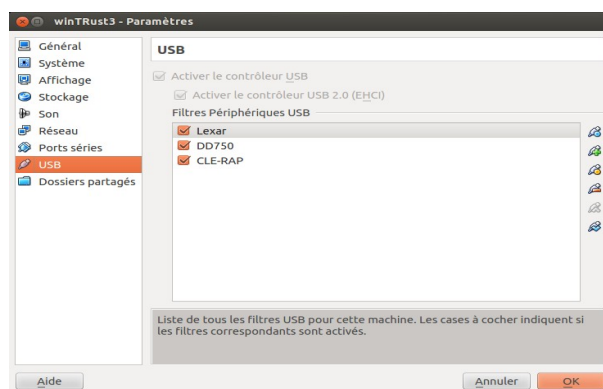 winTRust3 - Paramètres
Général
Système
Affichage
Stockage
Son
Réseau
Ports séries
USB
Dossiers partagés
USB
Activer le contrôleur USB
Activer le contrôleur USB 2.0 (EHCI)
Filtres Périphériques USB
Lexar
DD750
CLE-RAP
Liste de tous les filtres USB pour cette machine. Les cases à cocher indiquent si
les filtres correspondants sont activés.
Aide
Annuler
OK